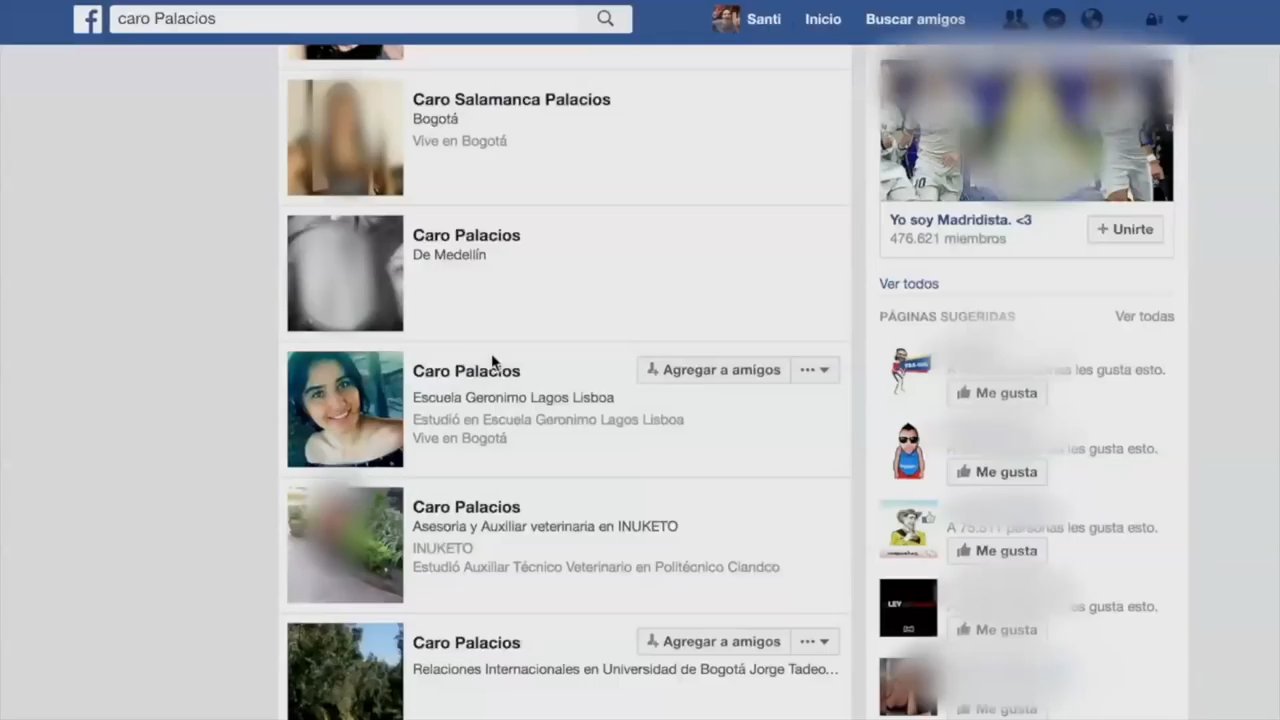 caro Palacios
Santi
Inicio
Buscar amigos
Caro Salamanca Palacios
Bogotá
Vive en Bogotá
Caro Palacios
De Medellín
Caro Palacios
Agregar a amigos
Escuela Geronimo Lagos Lisboa
Estudió en Escuela Geronimo Lagos Lisboa
Vive en Bogotá
Caro Palacios
Asesoria y Auxiliar veterinaria en INUKETO
INUKETO
Estudió Auxiliar Técnico Veterinario en Politécnico Ciandco
Caro Palacios
Agregar a amigos
Relaciones Internacionales en Universidad de Bogotá Jorge Tadeo...
Yo soy Madridista. <3
476.621 miembros
+ Unirte
Ver todos
PÁGINAS SUGERIDAS
Ver todas
les gusta esto.
Me gusta
les gusta esto.
Me gusta
personas les gusta esto.
Me gusta
LEY
gusta esto.
Me gusta
Me gusta